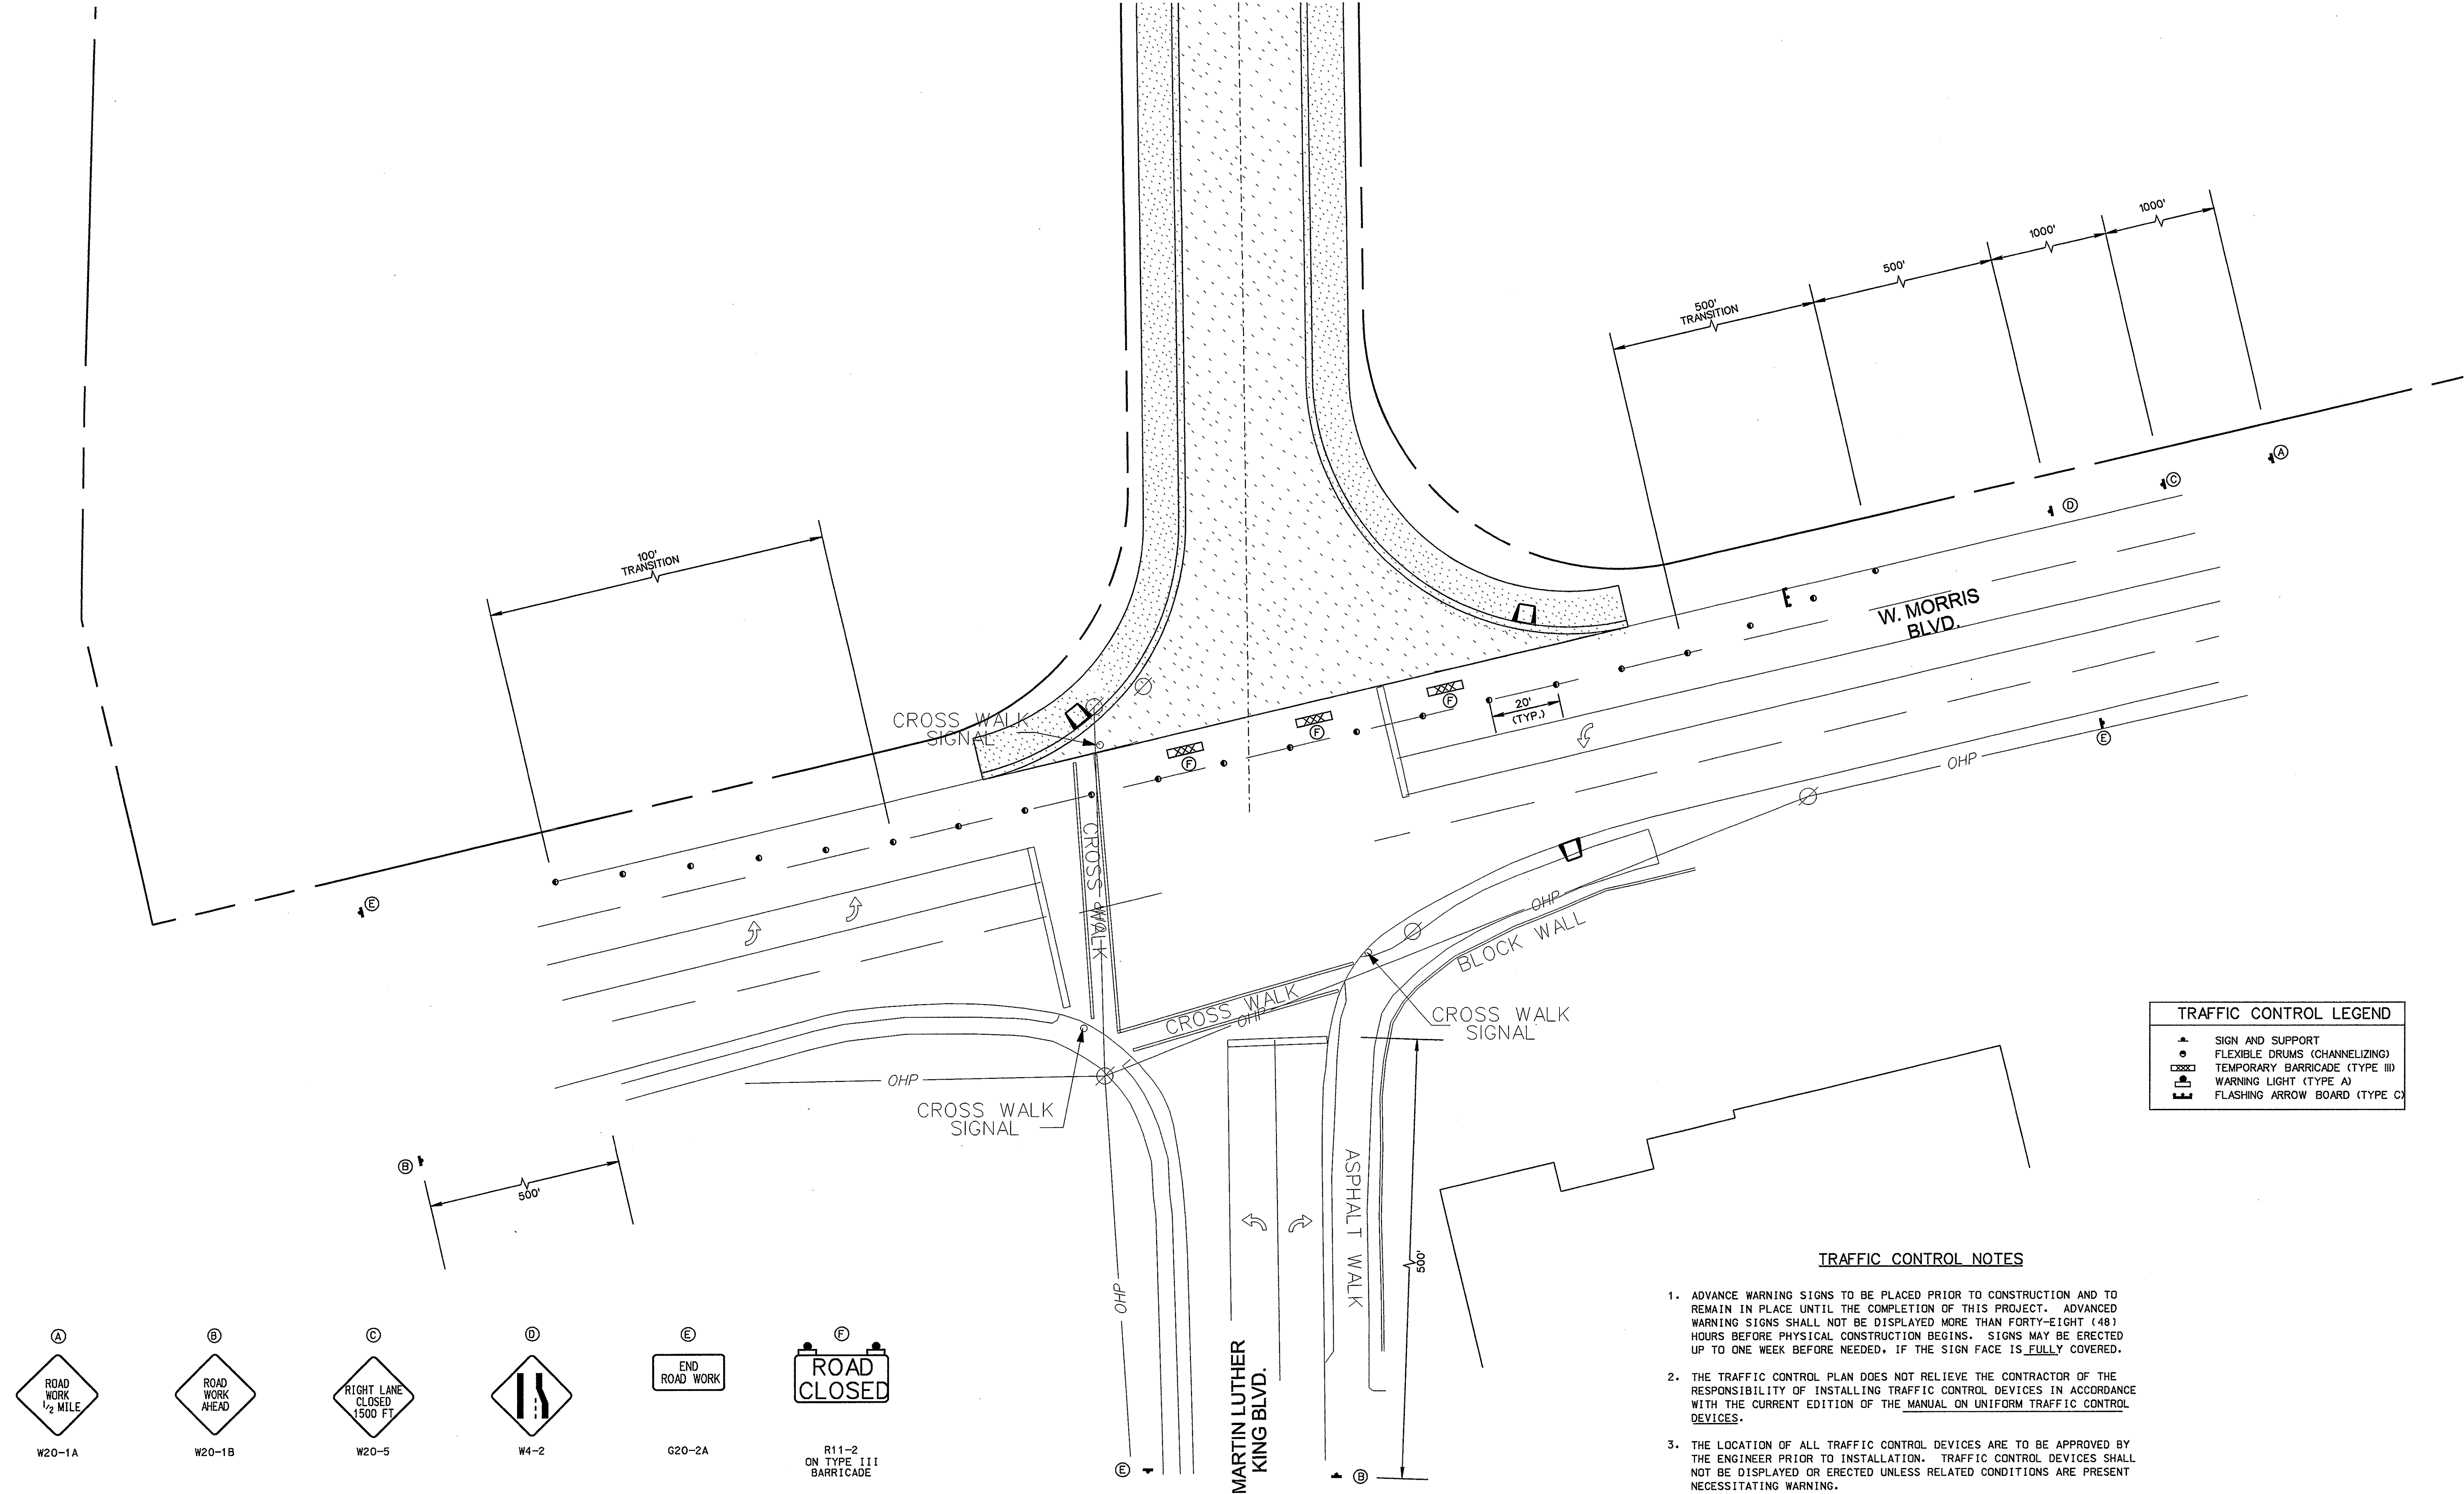 1000'
1000'
500'
500'
TRANSITION
A
C
D
100'
TRANSITION
W. MORRIS
BLVD.
CROSS WALK
SIGNAL
F
F
F
20'
(TYP.)
E
OHP
E
CROSS WALK
OHP
OHP
BLOCK WALL
CROSS WALK
OHP
CROSS WALK
SIGNAL
OHP
CROSS WALK
SIGNAL
B
500'
ASPHALT WALK
500'
OHP
MARTIN LUTHER
KING BLVD.
E
B
TRAFFIC CONTROL LEGEND
SIGN AND SUPPORT
FLEXIBLE DRUMS (CHANNELIZING)
TEMPORARY BARRICADE (TYPE III)
WARNING LIGHT (TYPE A)
FLASHING ARROW BOARD (TYPE C)
A
ROAD
WORK
1/2 MILE
W20-1A
B
ROAD
WORK
AHEAD
W20-1B
C
RIGHT LANE
CLOSED
1500 FT
W20-5
D
W4-2
E
END
ROAD WORK
G20-2A
F
ROAD
CLOSED
R11-2
ON TYPE III
BARRICADE
TRAFFIC CONTROL NOTES
1. ADVANCE WARNING SIGNS TO BE PLACED PRIOR TO CONSTRUCTION AND TO
REMAIN IN PLACE UNTIL THE COMPLETION OF THIS PROJECT. ADVANCED
WARNING SIGNS SHALL NOT BE DISPLAYED MORE THAN FORTY-EIGHT (48)
HOURS BEFORE PHYSICAL CONSTRUCTION BEGINS. SIGNS MAY BE ERECTED
UP TO ONE WEEK BEFORE NEEDED, IF THE SIGN FACE IS FULLY COVERED.
2. THE TRAFFIC CONTROL PLAN DOES NOT RELIEVE THE CONTRACTOR OF THE
RESPONSIBILITY OF INSTALLING TRAFFIC CONTROL DEVICES IN ACCORDANCE
WITH THE CURRENT EDITION OF THE MANUAL ON UNIFORM TRAFFIC CONTROL
DEVICES.
3. THE LOCATION OF ALL TRAFFIC CONTROL DEVICES ARE TO BE APPROVED BY
THE ENGINEER PRIOR TO INSTALLATION. TRAFFIC CONTROL DEVICES SHALL
NOT BE DISPLAYED OR ERECTED UNLESS RELATED CONDITIONS ARE PRESENT
NECESSITATING WARNING.